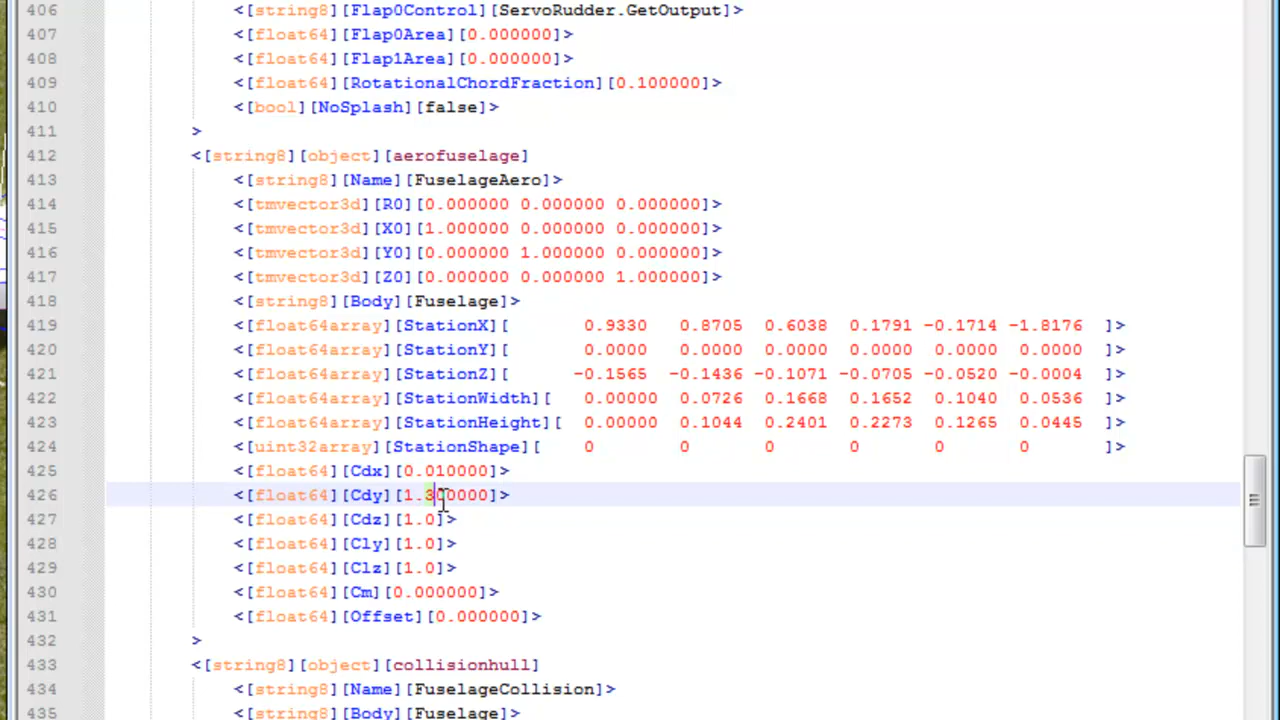 406 <[string8][Flap0Control][ServoRudder.GetOutput]>
407 <[float64][Flap0Area][0.000000]>
408 <[float64][Flap1Area][0.000000]>
409 <[float64][RotationalChordFraction][0.100000]>
410 <[bool][NoSplash][false]>
411 >
412 <[string8][object][aerofuselage]
413 <[string8][Name][FuselageAero]>
414 <[tmvector3d][R0][0.000000 0.000000 0.000000]>
415 <[tmvector3d][X0][1.000000 0.000000 0.000000]>
416 <[tmvector3d][Y0][0.000000 1.000000 0.000000]>
417 <[tmvector3d][Z0][0.000000 0.000000 1.000000]>
418 <[string8][Body][Fuselage]>
419 <[float64array][StationX][ 0.9330 0.8705 0.6038 0.1791 -0.1714 -1.8176 ]>
420 <[float64array][StationY][ 0.0000 0.0000 0.0000 0.0000 0.0000 0.0000 ]>
421 <[float64array][StationZ][ -0.1565 -0.1436 -0.1071 -0.0705 -0.0520 -0.0004 ]>
422 <[float64array][StationWidth][ 0.00000 0.0726 0.1668 0.1652 0.1040 0.0536 ]>
423 <[float64array][StationHeight][ 0.00000 0.1044 0.2401 0.2273 0.1265 0.0445 ]>
424 <[uint32array][StationShape][ 0 0 0 0 0 0 ]>
425 <[float64][Cdx][0.010000]>
426 <[float64][Cdy][1.300000]>
427 <[float64][Cdz][1.0]>
428 <[float64][Cly][1.0]>
429 <[float64][Clz][1.0]>
430 <[float64][Cm][0.000000]>
431 <[float64][Offset][0.000000]>
432 >
433 <[string8][object][collisionhull]
434 <[string8][Name][FuselageCollision]>
435 <[string8][Body][Fuselage]>